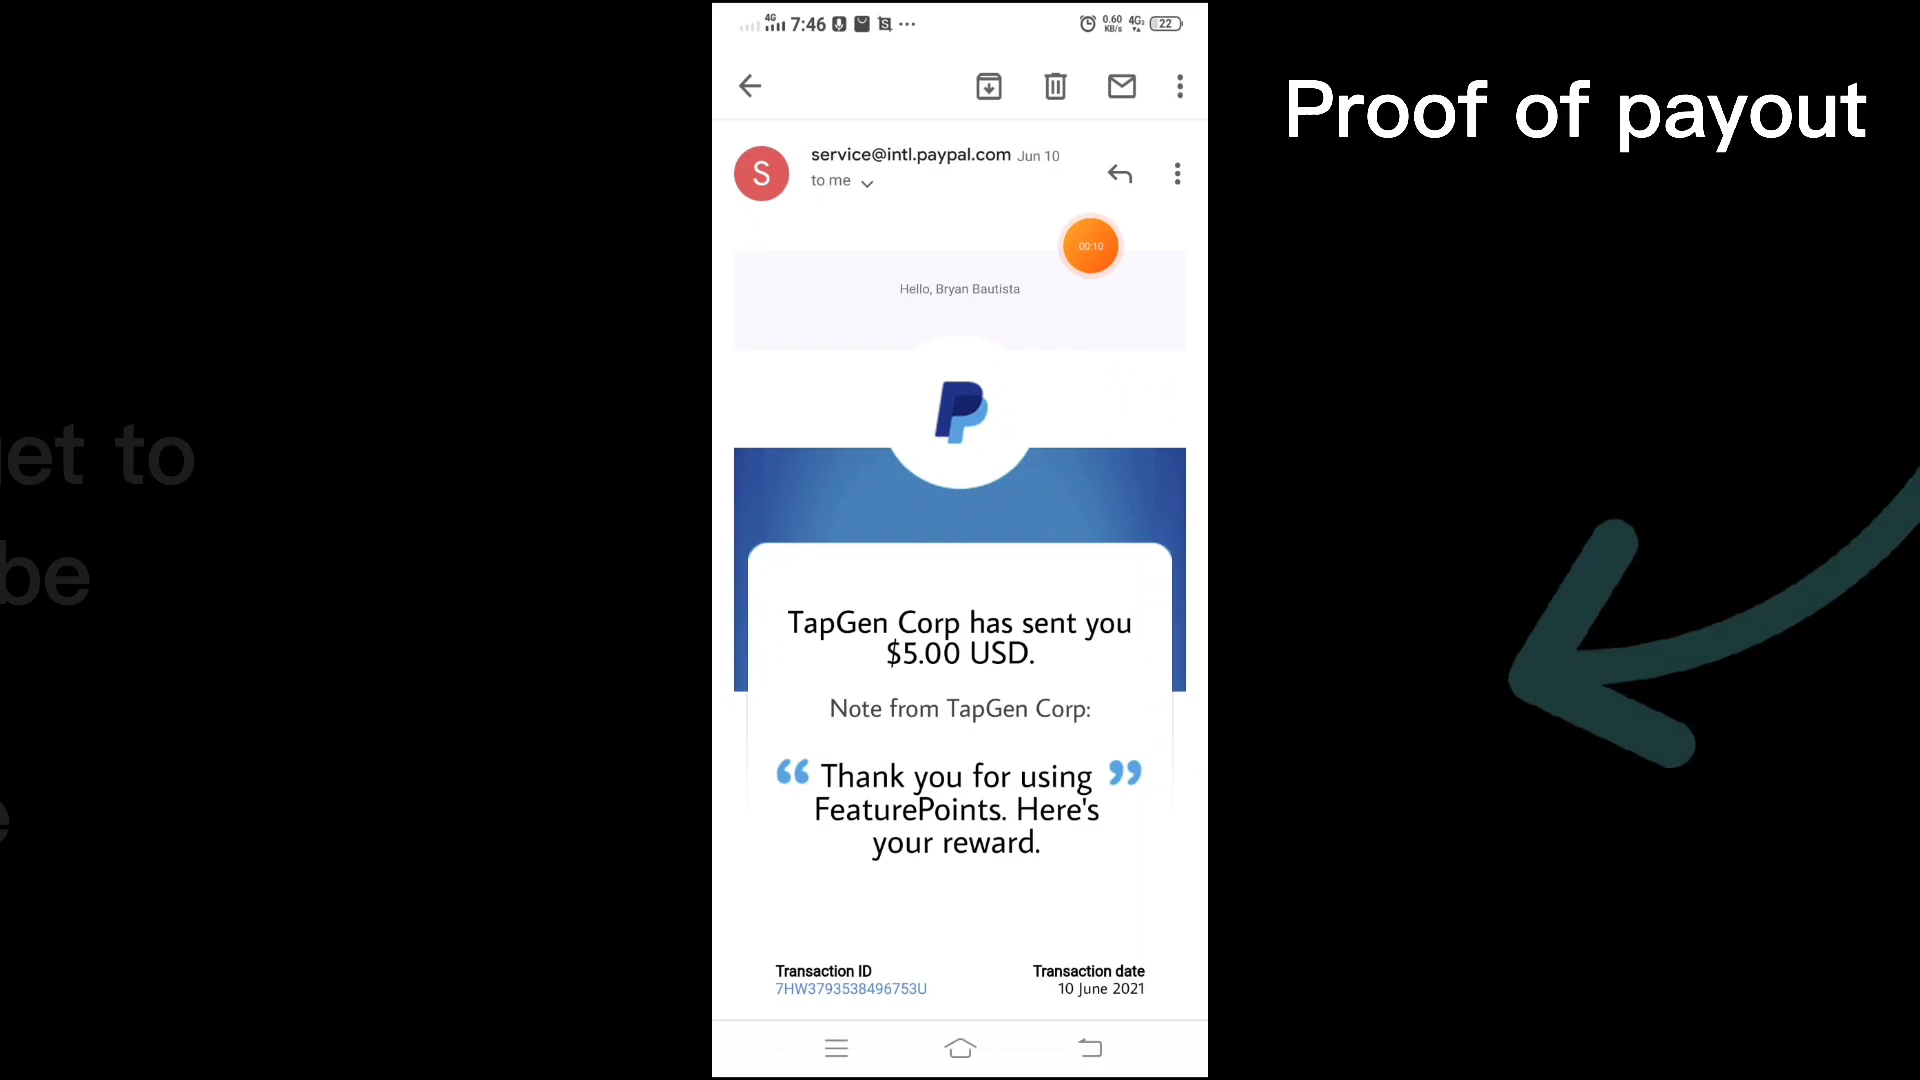 4G 7:46 0.60 KB/s 4G 22
Proof of payout
service@intl.paypal.com Jun 10
S
to me
00:10
Hello, Bryan Bautista
et to
be
TapGen Corp has sent you
$5.00 USD.
Note from TapGen Corp:
“ Thank you for using ”
FeaturePoints. Here's
your reward.
Transaction ID Transaction date
7HW3793538496753U 10 June 2021